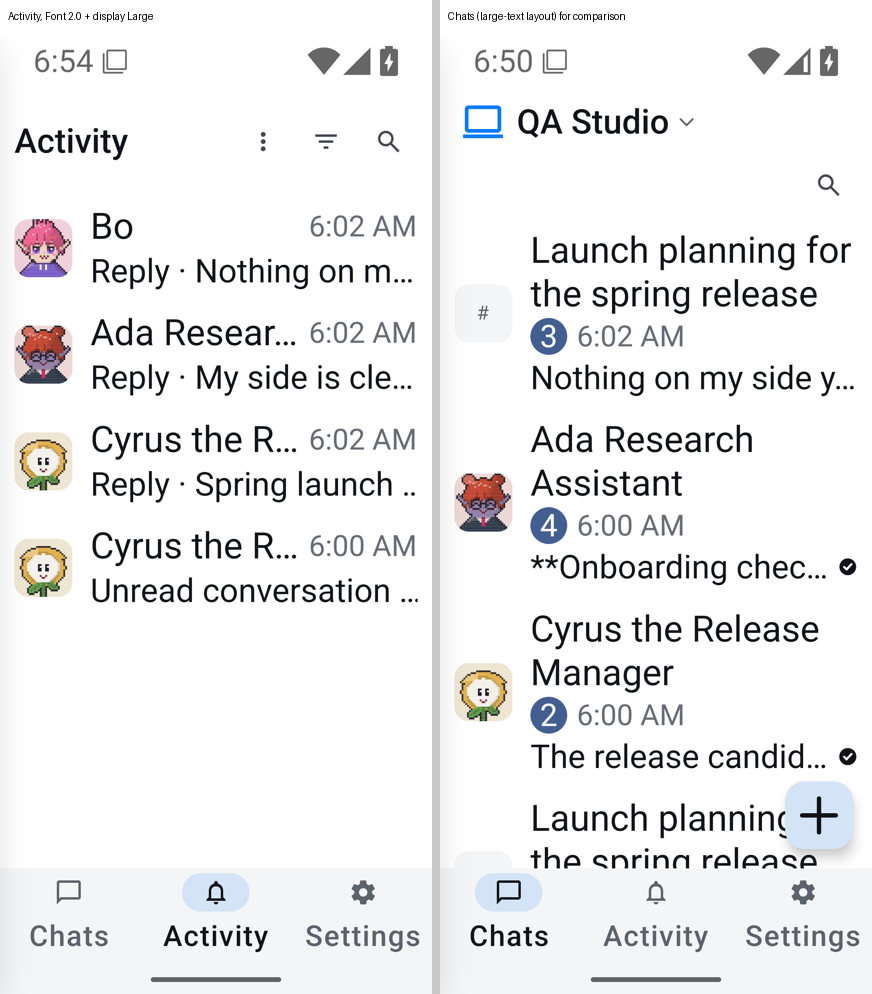 Activity, Font 2.0 + display Large
6:54
Activity
Bo 6:02 AM
Reply · Nothing on m...
Ada Resear... 6:02 AM
Reply · My side is cle...
Cyrus the R... 6:02 AM
Reply · Spring launch ..
Cyrus the R... 6:00 AM
Unread conversation ...
Chats Activity Settings
Chats (large-text layout) for comparison
6:50
QA Studio
#
Launch planning for
the spring release
3 6:02 AM
Nothing on my side y...
Ada Research
Assistant
4 6:00 AM
**Onboarding chec...
Cyrus the Release
Manager
2 6:00 AM
The release candid...
Launch planning
the spring release
Chats Activity Settings